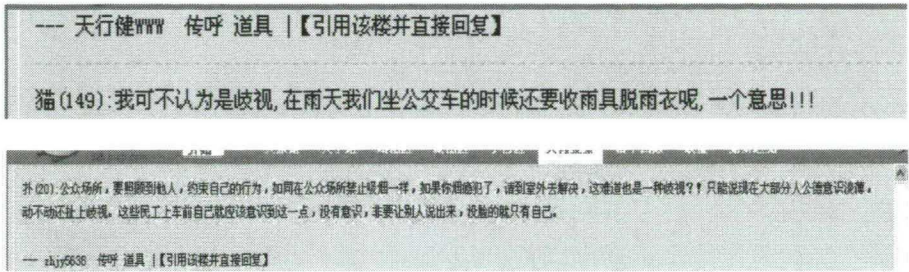 --- 天行健www 传呼 道具 |【引用该楼并直接回复】
猫(149):我可不认为是歧视,在雨天我们坐公交车的时候还要收雨具脱雨衣呢,一个意思!!!
(20):公众场所，要照顾到他人，约束自己的行为，如同在公众场所禁止吸烟一样，如果你烟瘾犯了，请到室外去解决，这难道也是一种歧视？！只能说现在大部分人公德意识淡薄，
动不动还扯上歧视。这些民工上车前自己就应该意识到这一点，没有意识，非要让别人说出来，没脸的就只有自己。
--- zhjy5636 传呼 道具 |【引用该楼并直接回复】